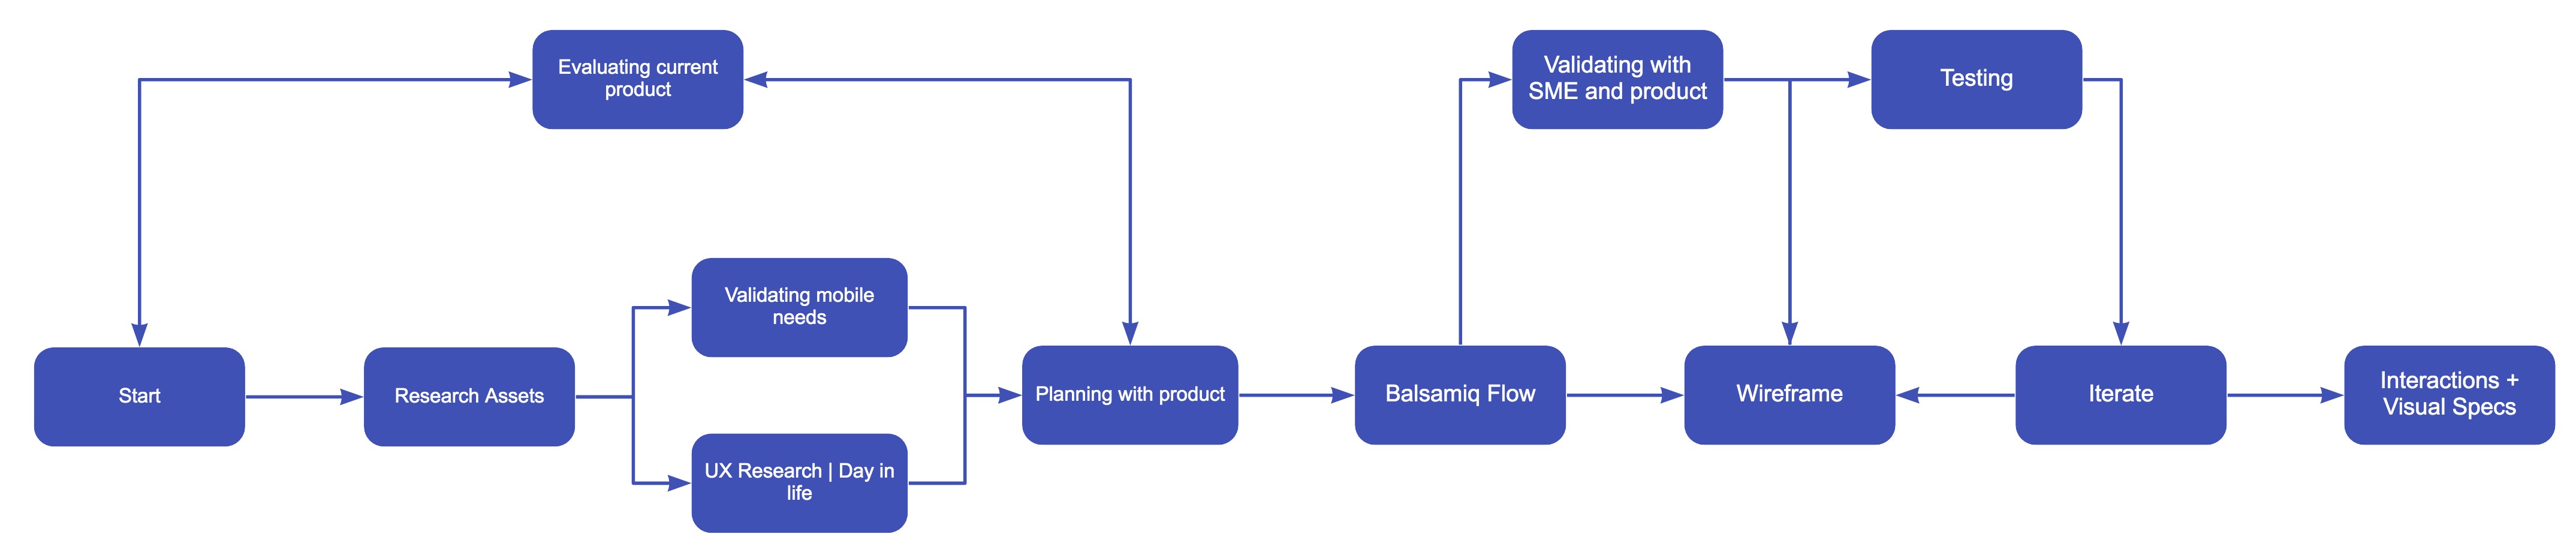 Evaluating current
product
Validating with
SME and product
Testing
Validating mobile
needs
Start
Research Assets
Planning with product
Balsamiq Flow
Wireframe
Iterate
Interactions +
Visual Specs
UX Research | Day in
life